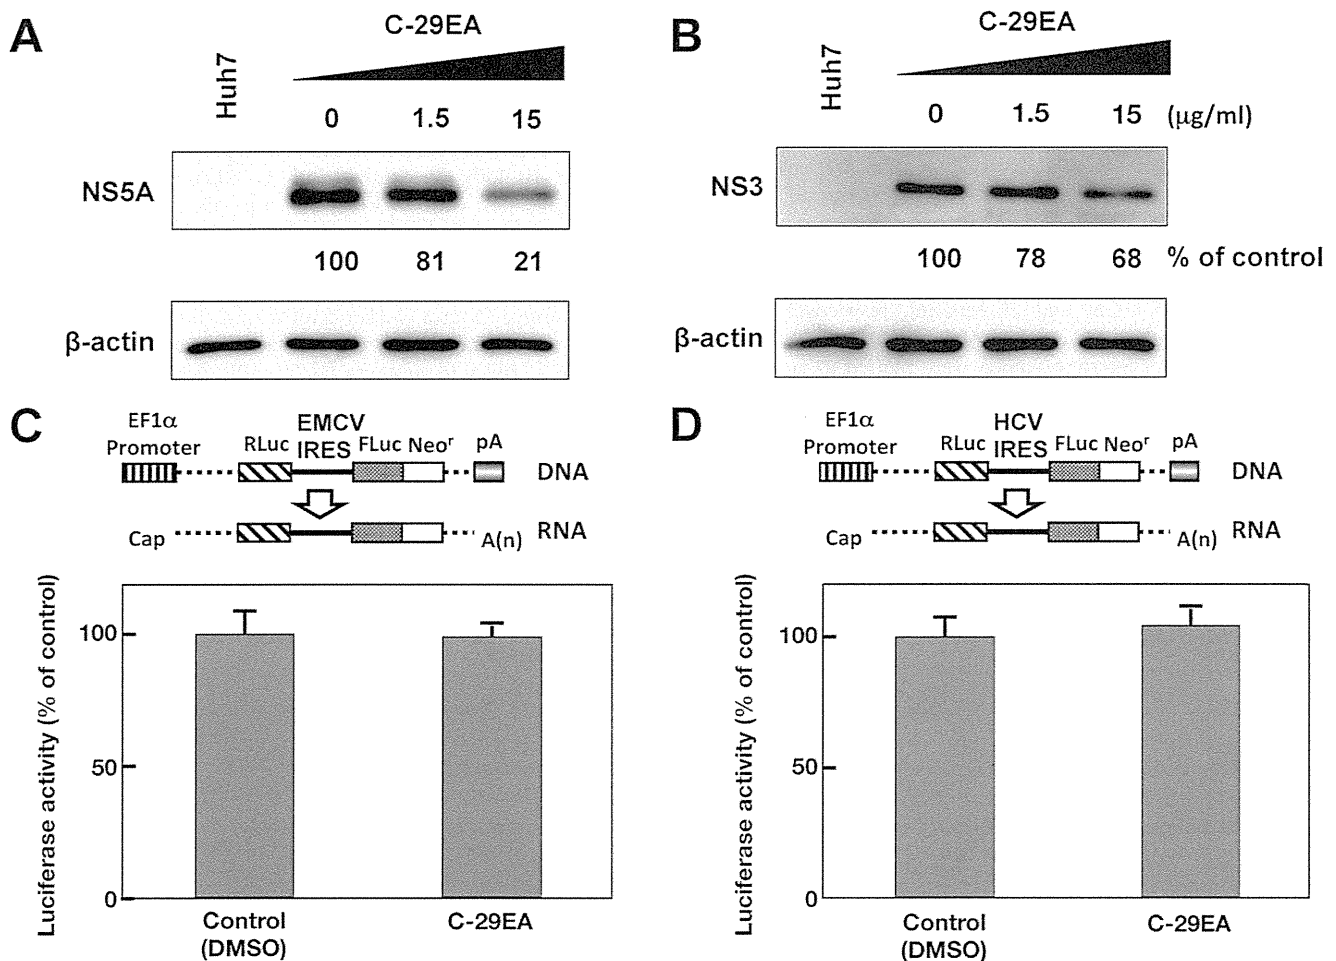 A
C-29EA
Huh7
0 1.5 15
NS5A
100 81 21
β-actin
B
C-29EA
Huh7
0 1.5 15 (μg/ml)
NS3
100 78 68 % of control
β-actin
C
EF1α
Promoter
RLuc
EMCV
IRES
FLuc Neoʳ
pA
DNA
Cap
A(n)
RNA
Luciferase activity (% of control)
100
50
0
Control
(DMSO)
C-29EA
D
EF1α
Promoter
RLuc
HCV
IRES
FLuc Neoʳ
pA
DNA
Cap
A(n)
RNA
Luciferase activity (% of control)
100
50
0
Control
(DMSO)
C-29EA